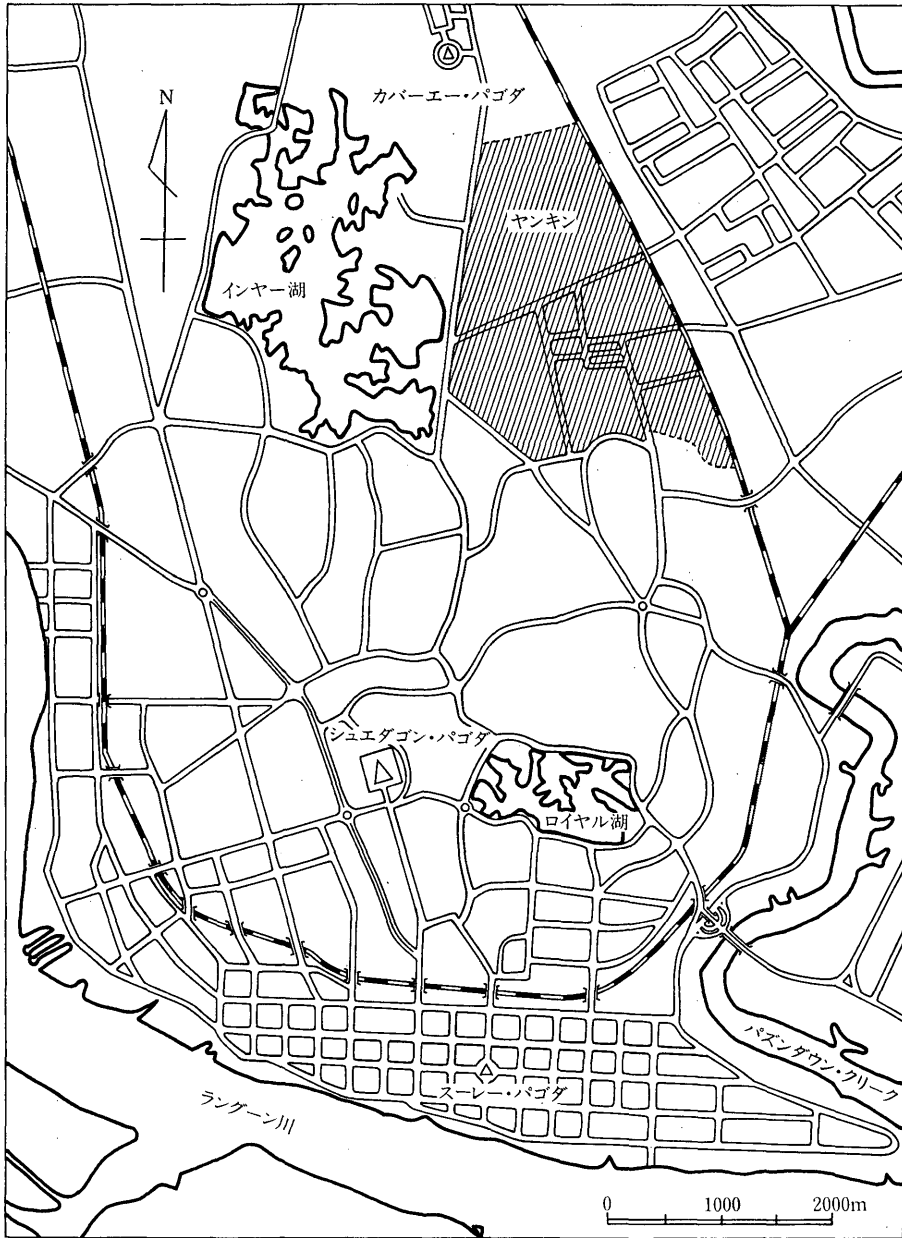 カバーエー・パゴダ
N
ヤンキン
インヤー湖
シュエダゴン・パゴダ
ロイヤル湖
パズンダウン・クリーク
スーレー・パゴダ
ラングーン川
0 1000 2000m